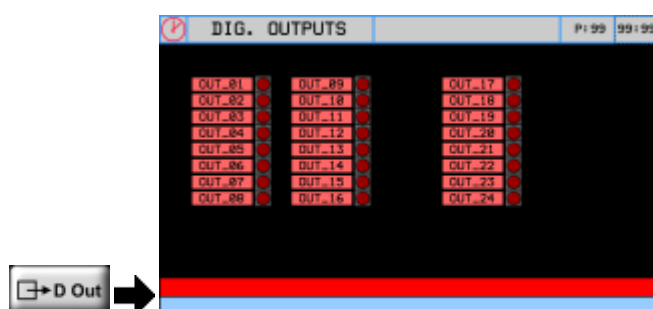 DIG. OUTPUTS P:99 99:99
OUT_01 OUT_09 OUT_17
OUT_02 OUT_10 OUT_18
OUT_03 OUT_11 OUT_19
OUT_04 OUT_12 OUT_20
OUT_05 OUT_13 OUT_21
OUT_06 OUT_14 OUT_22
OUT_07 OUT_15 OUT_23
OUT_08 OUT_16 OUT_24
D Out